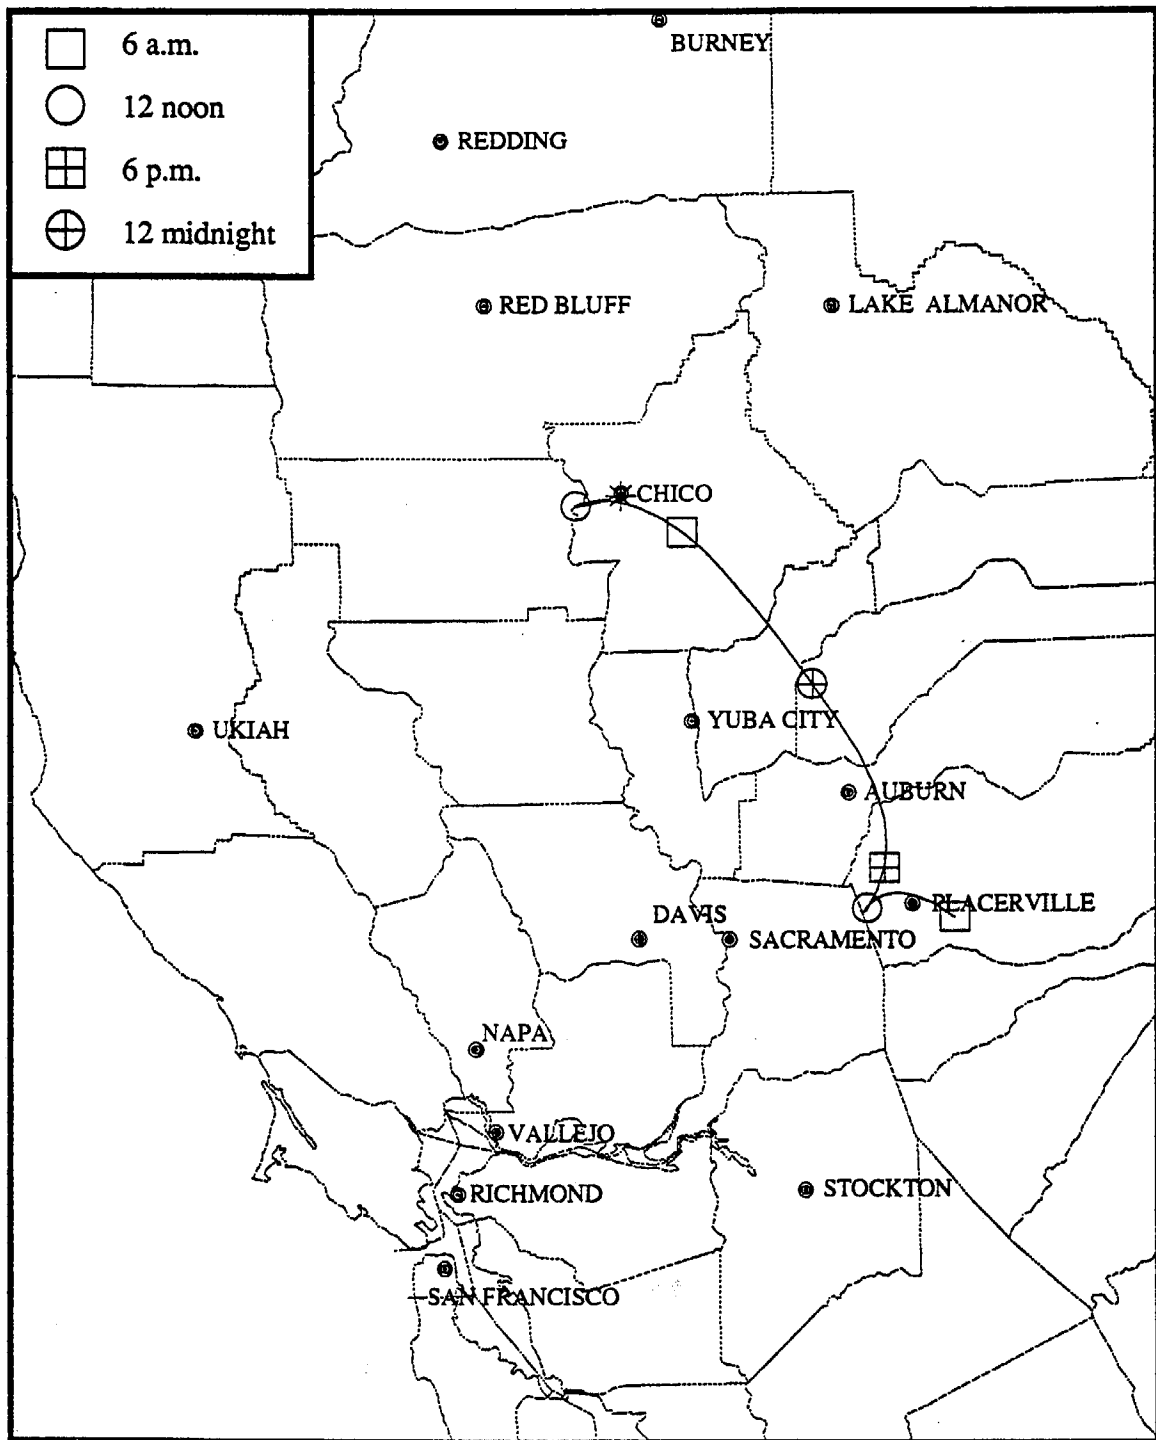 6 a.m.
12 noon
6 p.m.
12 midnight
BURNEY
REDDING
RED BLUFF
LAKE ALMANOR
CHICO
UKIAH
YUBA CITY
AUBURN
PLACERVILLE
DAVIS
SACRAMENTO
NAPA
VALLEJO
RICHMOND
STOCKTON
SAN FRANCISCO